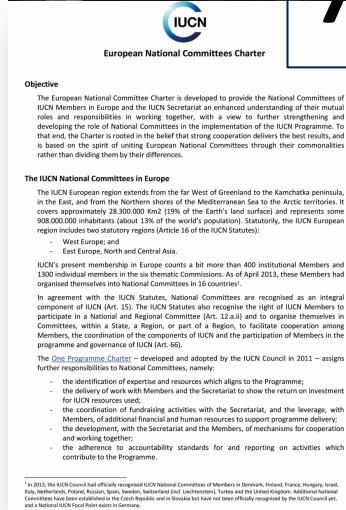 IUCN
European National Committees Charter
Objective
The European National Committee Charter is developed to provide the National Committees of
IUCN Members in Europe and the IUCN Secretariat an enhanced understanding of their mutual
roles and responsibilities in working together, with a view to further strengthening and
developing the role of National Committees in the implementation of the IUCN Programme. To
that end, the Charter is rooted in the belief that strong cooperation delivers the best results, and
is based on the spirit of uniting European National Committees through their commonalities
rather than dividing them by their differences.
The IUCN National Committees in Europe
The IUCN European region extends from the far West of Greenland to the Kamchatka peninsula,
in the East, and from the Northern shores of the Mediterranean Sea to the Arctic territories. It
covers approximately 28.300.000 Km2 (19% of the Earth's land surface) and represents some
908.000.000 inhabitants (about 13% of the world's population). Statutorily, the IUCN European
region includes two statutory regions (Article 16 of the IUCN Statutes):
- West Europe; and
- East Europe, North and Central Asia.
IUCN's present membership in Europe counts a bit more than 400 institutional Members and
1300 individual members in the six thematic Commissions. As of April 2013, these Members had
organised themselves into National Committees in 16 countries¹.
In agreement with the IUCN Statutes, National Committees are recognised as an integral
component of IUCN (Art. 15). The IUCN Statutes also recognise the right of IUCN Members to
participate in a National and Regional Committee (Art. 12.a.ii) and to organise themselves in
Committees, within a State, a Region, or part of a Region, to facilitate cooperation among
Members, the coordination of the components of IUCN and the participation of Members in the
programme and governance of IUCN (Art. 66).
The One Programme Charter – developed and adopted by the IUCN Council in 2011 – assigns
further responsibilities to National Committees, namely:
- the identification of expertise and resources which aligns to the Programme;
- the delivery of work with Members and the Secretariat to show the return on investment
for IUCN resources used;
- the coordination of fundraising activities with the Secretariat, and the leverage, with
Members, of additional financial and human resources to support programme delivery;
- the development, with the Secretariat and the Members, of mechanisms for cooperation
and working together;
- the adherence to accountability standards for and reporting on activities which
contribute to the Programme.
¹ In 2013, the IUCN Council had officially recognised IUCN National Committees of Members in Denmark, Finland, France, Hungary, Israel,
Italy, Netherlands, Poland, Russian, Spain, Sweden, Switzerland (incl. Liechtenstein), Turkey and the United Kingdom. Additional National
Committees have been established in the Czech Republic and in Slovakia but have not been officially recognised by the IUCN Council yet,
and a National IUCN Focal Point exists in Germany.